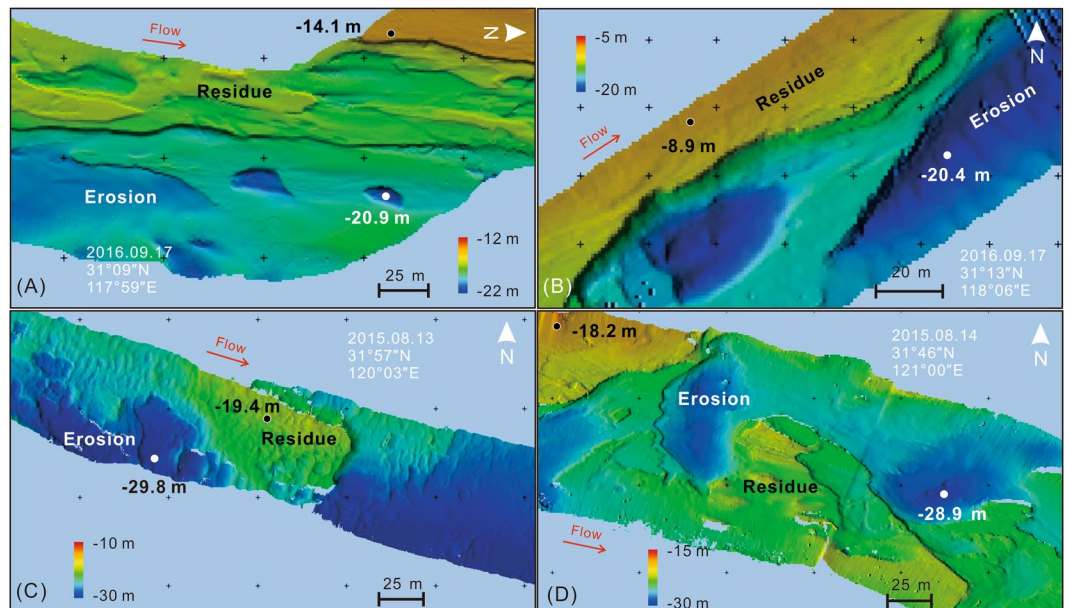 Flow
-14.1 m
N
Residue
Erosion
-20.9 m
2016.09.17
31°09″N
117°59″E
-12 m
-22 m
25 m
(A)
-5 m
-20 m
N
Residue
Erosion
Flow
-8.9 m
-20.4 m
2016.09.17
31°13″N
118°06″E
20 m
(B)
2015.08.13
31°57″N
120°03″E
N
Flow
-19.4 m
Erosion
Residue
-29.8 m
-10 m
-30 m
25 m
(C)
-18.2 m
2015.08.14
31°46″N
121°00″E
N
Erosion
Residue
-28.9 m
Flow
-15 m
-30 m
25 m
(D)